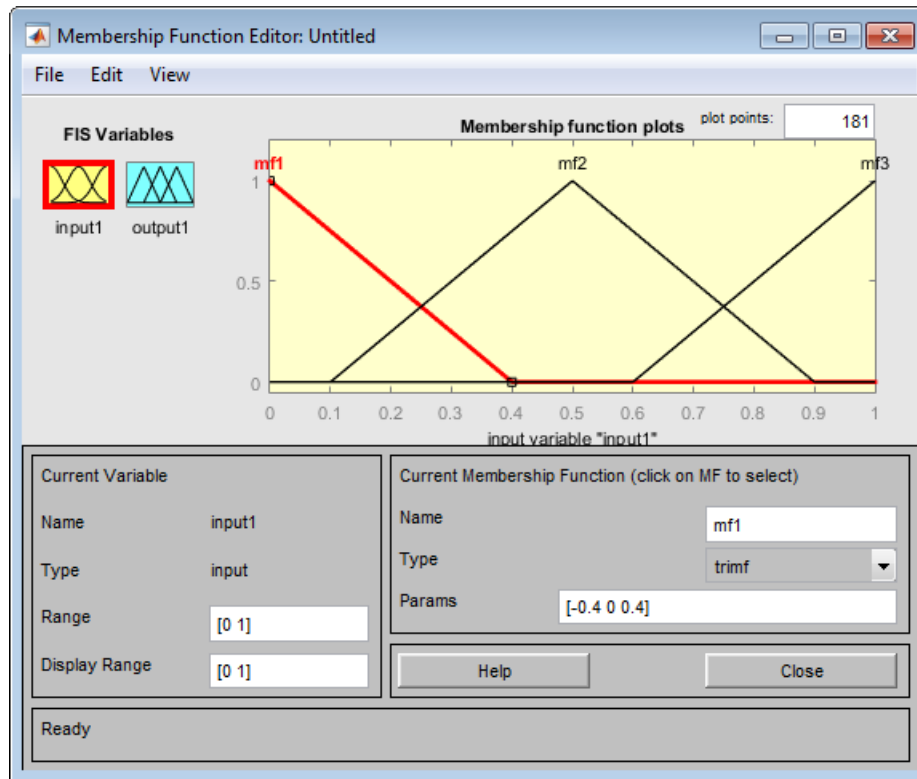 Membership Function Editor: Untitled
File Edit View
FIS Variables
Membership function plots
plot points: 181
mf1 mf2 mf3
input1 output1
1
0.5
0
0 0.1 0.2 0.3 0.4 0.5 0.6 0.7 0.8 0.9 1
input variable "input1"
Current Variable
Name input1
Type input
Range [0 1]
Display Range [0 1]
Current Membership Function (click on MF to select)
Name mf1
Type trimf
Params [-0.4 0 0.4]
Help Close
Ready